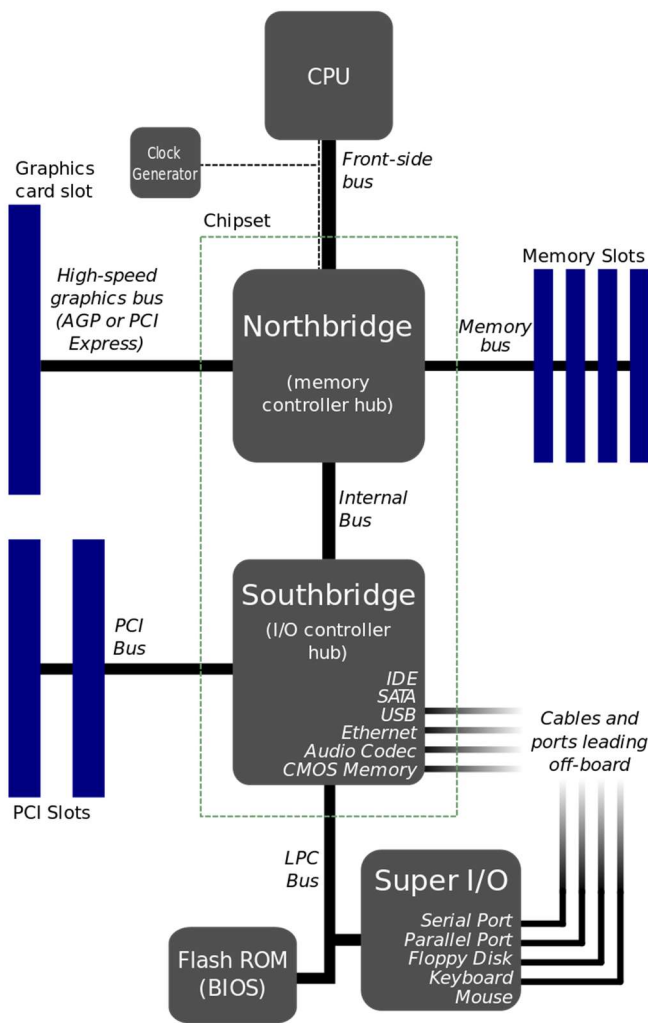 CPU
Clock
Generator
Front-side
bus
Graphics
card slot
Chipset
High-speed
graphics bus
(AGP or PCI
Express)
Northbridge
(memory
controller hub)
Memory Slots
Memory
bus
Internal
Bus
Southbridge
(I/O controller
hub)
PCI
Bus
IDE
SATA
USB
Ethernet
Audio Codec
CMOS Memory
Cables and
ports leading
off-board
PCI Slots
LPC
Bus
Super I/O
Serial Port
Parallel Port
Floppy Disk
Keyboard
Mouse
Flash ROM
(BIOS)